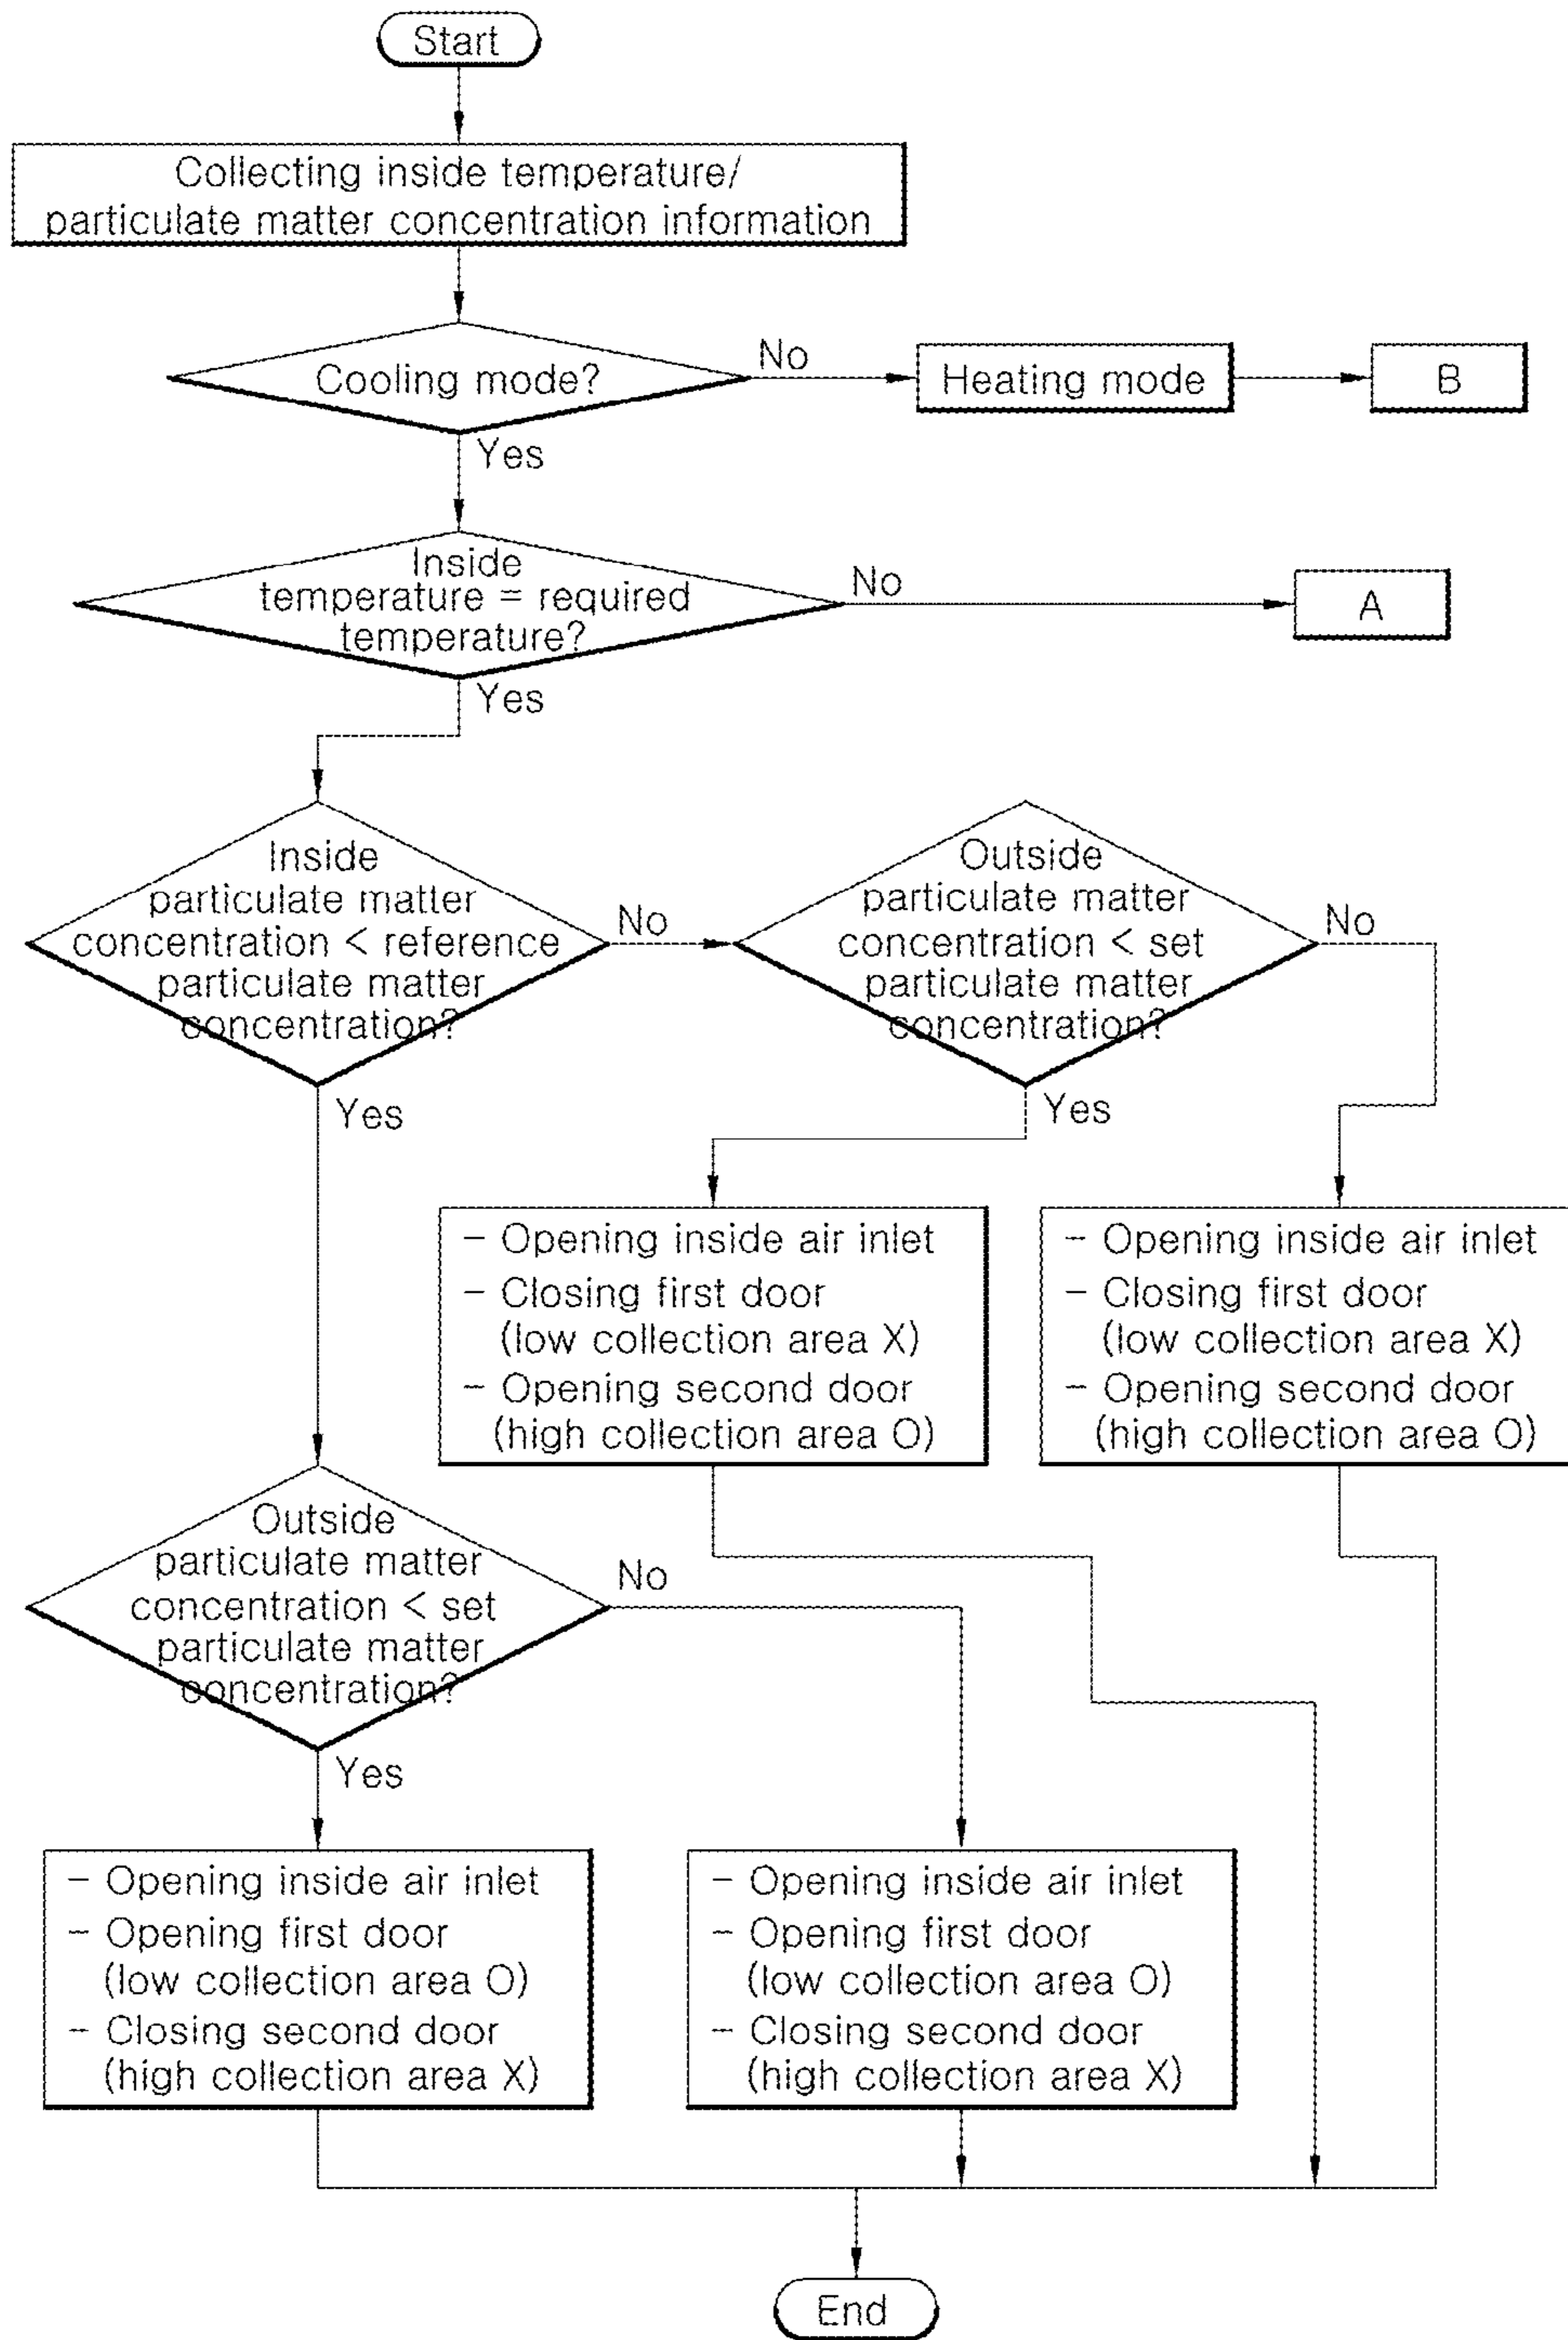 Start
Collecting inside temperature/
particulate matter concentration information
Cooling mode?
No
Heating mode
B
Yes
Inside
temperature = required
temperature?
No
A
Yes
Inside
particulate matter
concentration < reference
particulate matter
concentration?
No
Outside
particulate matter
concentration < set
particulate matter
concentration?
No
Yes
Yes
- Opening inside air inlet
- Closing first door
(low collection area X)
- Opening second door
(high collection area O)
- Opening inside air inlet
- Closing first door
(low collection area X)
- Opening second door
(high collection area O)
Outside
particulate matter
concentration < set
particulate matter
concentration?
No
Yes
- Opening inside air inlet
- Opening first door
(low collection area O)
- Closing second door
(high collection area X)
- Opening inside air inlet
- Opening first door
(low collection area O)
- Closing second door
(high collection area X)
End